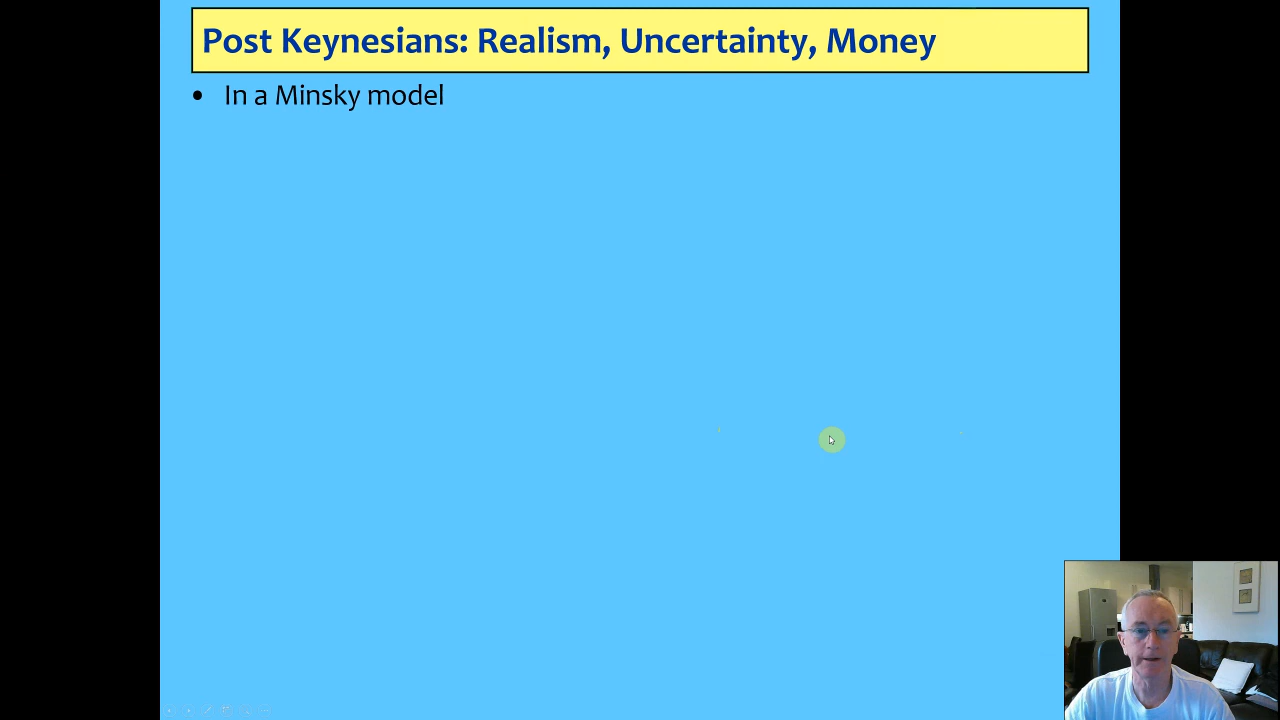 Post Keynesians: Realism, Uncertainty, Money
• In a Minsky model